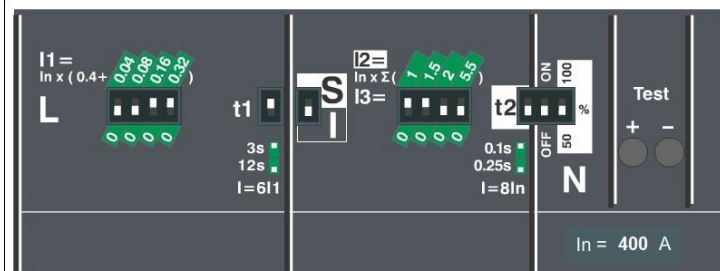 I1=
In x ( 0.4+ 0.04 0.08 0.16 0.32 )
L
0 0 0 0
t1
3s
12s
I=6I1
S
I
I2=
In x Σ( 1 1.5 2 5.5 )
I3=
0 0 0 0
t2
0.1s
0.25s
I=8In
ON
OFF
100
50
%
N
Test
+ -
In = 400 A